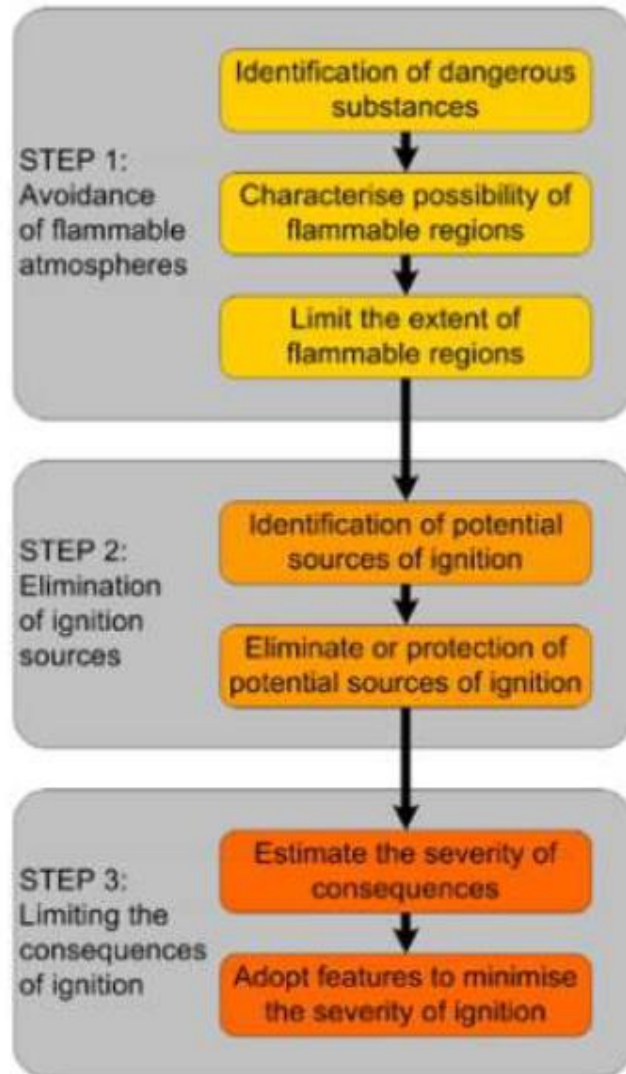 STEP 1:
Avoidance
of flammable
atmospheres
Identification of dangerous
substances
Characterise possibility of
flammable regions
Limit the extent of
flammable regions
STEP 2:
Elimination
of ignition
sources
Identification of potential
sources of ignition
Eliminate or protection of
potential sources of ignition
STEP 3:
Limiting the
consequences
of ignition
Estimate the severity of
consequences
Adopt features to minimise
the severity of ignition